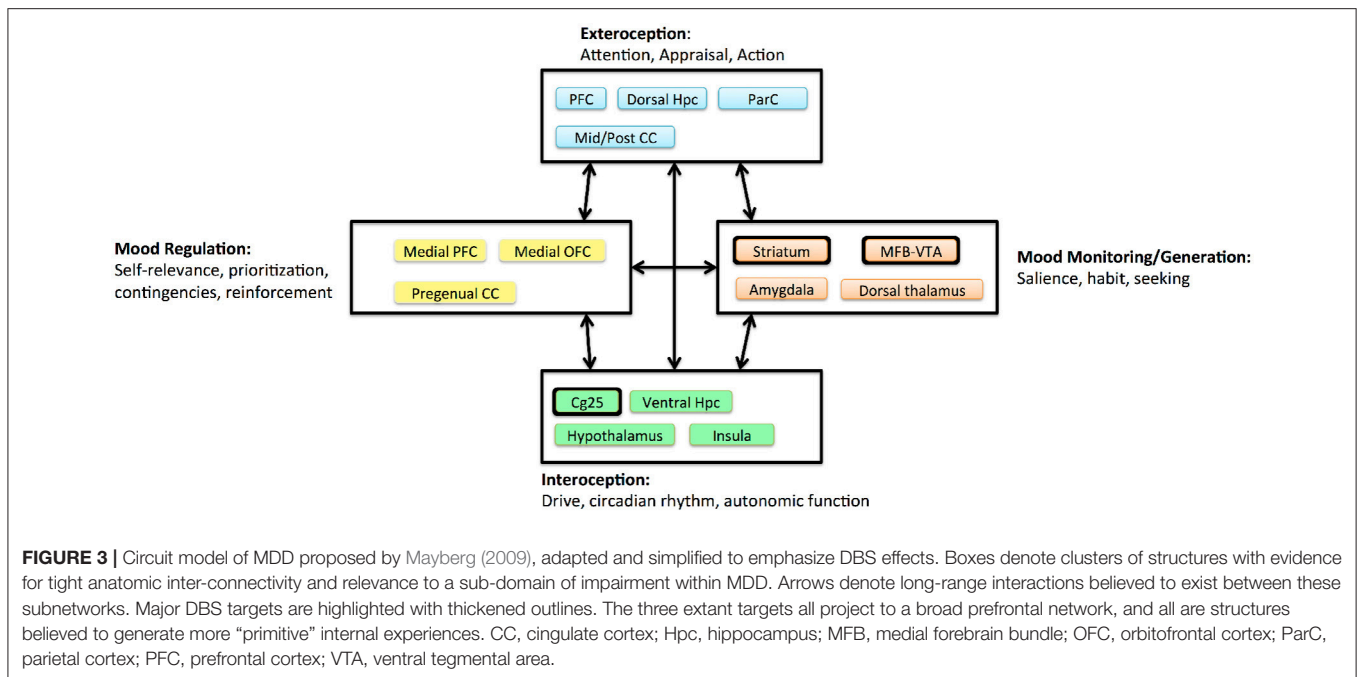 Exteroception:
Attention, Appraisal, Action
PFC
Dorsal Hpc
ParC
Mid/Post CC
Mood Regulation:
Self-relevance, prioritization,
contingencies, reinforcement
Medial PFC
Medial OFC
Pregenual CC
Striatum
MFB-VTA
Amygdala
Dorsal thalamus
Mood Monitoring/Generation:
Salience, habit, seeking
Cg25
Ventral Hpc
Hypothalamus
Insula
Interoception:
Drive, circadian rhythm, autonomic function
FIGURE 3 | Circuit model of MDD proposed by Mayberg (2009), adapted and simplified to emphasize DBS effects. Boxes denote clusters of structures with evidence
for tight anatomic inter-connectivity and relevance to a sub-domain of impairment within MDD. Arrows denote long-range interactions believed to exist between these
subnetworks. Major DBS targets are highlighted with thickened outlines. The three extant targets all project to a broad prefrontal network, and all are structures
believed to generate more “primitive” internal experiences. CC, cingulate cortex; Hpc, hippocampus; MFB, medial forebrain bundle; OFC, orbitofrontal cortex; ParC,
parietal cortex; PFC, prefrontal cortex; VTA, ventral tegmental area.